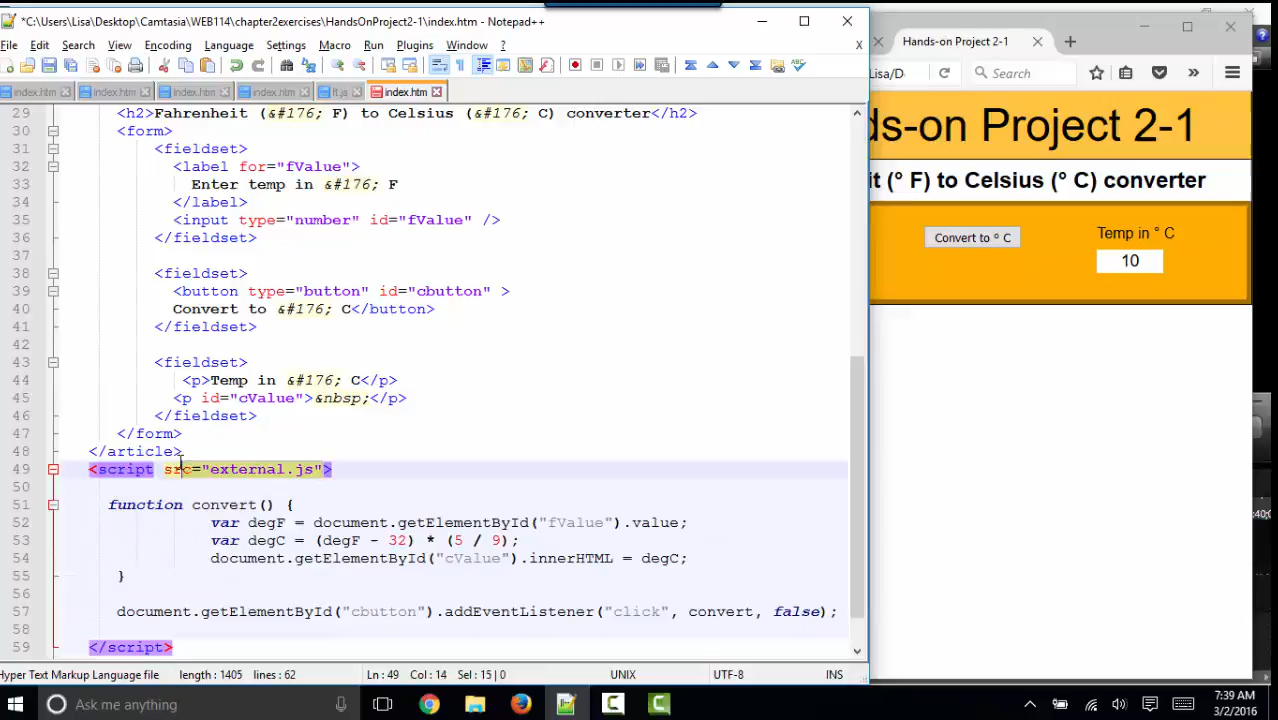 *C:\Users\Lisa\Desktop\Camtasia\WEB114\chapter2exercises\HandsOnProject2-1\index.htm - Notepad++
File Edit Search View Encoding Language Settings Macro Run Plugins Window ? X
index.htm index.htm index.htm index.htm lt.js index.htm
29 <h2>Fahrenheit (&#176; F) to Celsius (&#176; C) converter</h2>
30 <form>
31 <fieldset>
32 <label for="fValue">
33 Enter temp in &#176; F
34 </label>
35 <input type="number" id="fValue" />
36 </fieldset>
37
38 <fieldset>
39 <button type="button" id="cbutton" >
40 Convert to &#176; C</button>
41 </fieldset>
42
43 <fieldset>
44 <p>Temp in &#176; C</p>
45 <p id="cValue">&nbsp;</p>
46 </fieldset>
47 </form>
48 </article>
49 <script src="external.js">
50
51 function convert() {
52 var degF = document.getElementById("fValue").value;
53 var degC = (degF - 32) * (5 / 9);
54 document.getElementById("cValue").innerHTML = degC;
55 }
56
57 document.getElementById("cbutton").addEventListener("click", convert, false);
58
59 </script>
Hyper Text Markup Language file length : 1405 lines : 62 Ln : 49 Col : 14 Sel : 15 | 0 UNIX UTF-8 INS
Hands-on Project 2-1
Lisa/D Search
ds-on Project 2-1
it (° F) to Celsius (° C) converter
Convert to ° C
Temp in ° C
10
Ask me anything
7:39 AM
3/2/2016